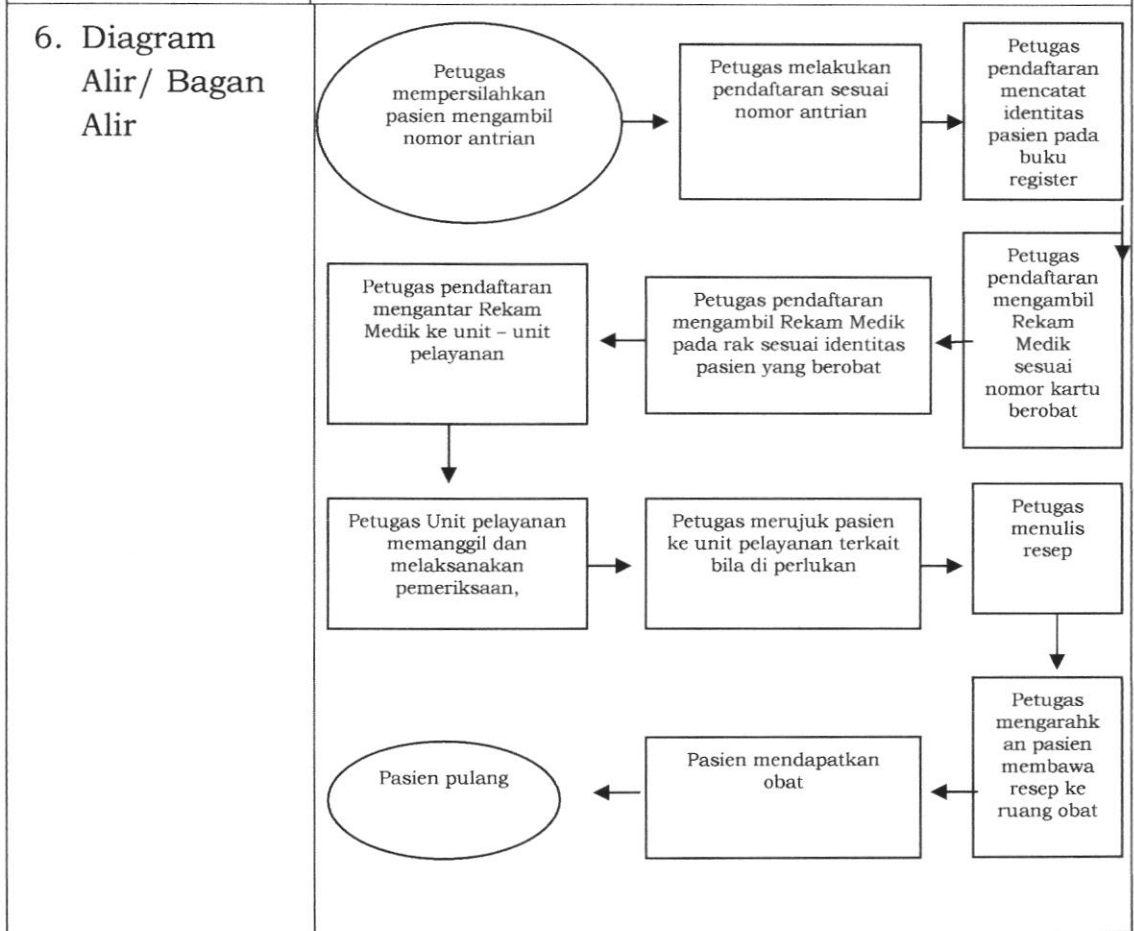 6. Diagram
Alir/ Bagan
Alir
Petugas
mempersilahkan
pasien mengambil
nomor antrian
Petugas melakukan
pendaftaran sesuai
nomor antrian
Petugas
pendaftaran
mencatat
identitas
pasien pada
buku
register
Petugas
pendaftaran
mengambil
Rekam
Medik
sesuai
nomor kartu
berobat
Petugas pendaftaran
mengambil Rekam Medik
pada rak sesuai identitas
pasien yang berobat
Petugas pendaftaran
mengantar Rekam
Medik ke unit – unit
pelayanan
Petugas Unit pelayanan
memanggil dan
melaksanakan
pemeriksaan,
Petugas merujuk pasien
ke unit pelayanan terkait
bila di perlukan
Petugas
menulis
resep
Petugas
mengarahk
an pasien
membawa
resep ke
ruang obat
Pasien mendapatkan
obat
Pasien pulang